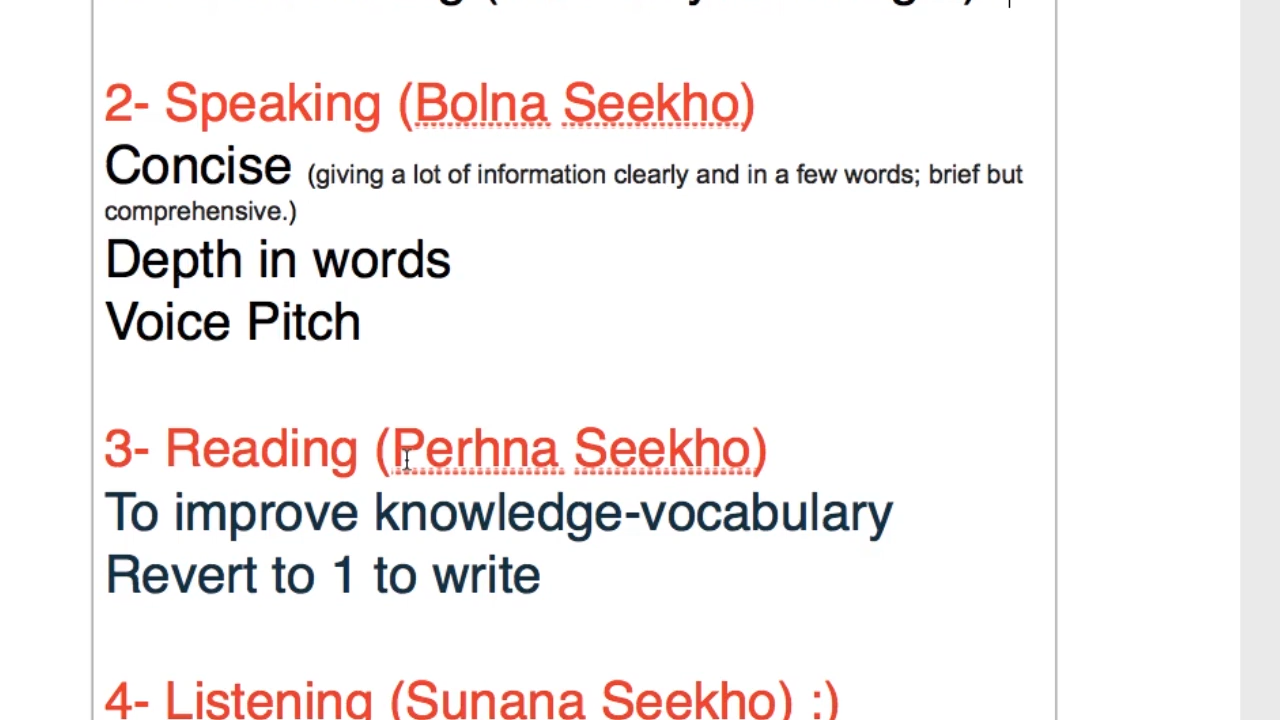 2- Speaking (Bolna Seekho)
Concise (giving a lot of information clearly and in a few words; brief but
comprehensive.)
Depth in words
Voice Pitch
3- Reading (Perhna Seekho)
To improve knowledge-vocabulary
Revert to 1 to write
4- Listening (Sunana Seekho) :)